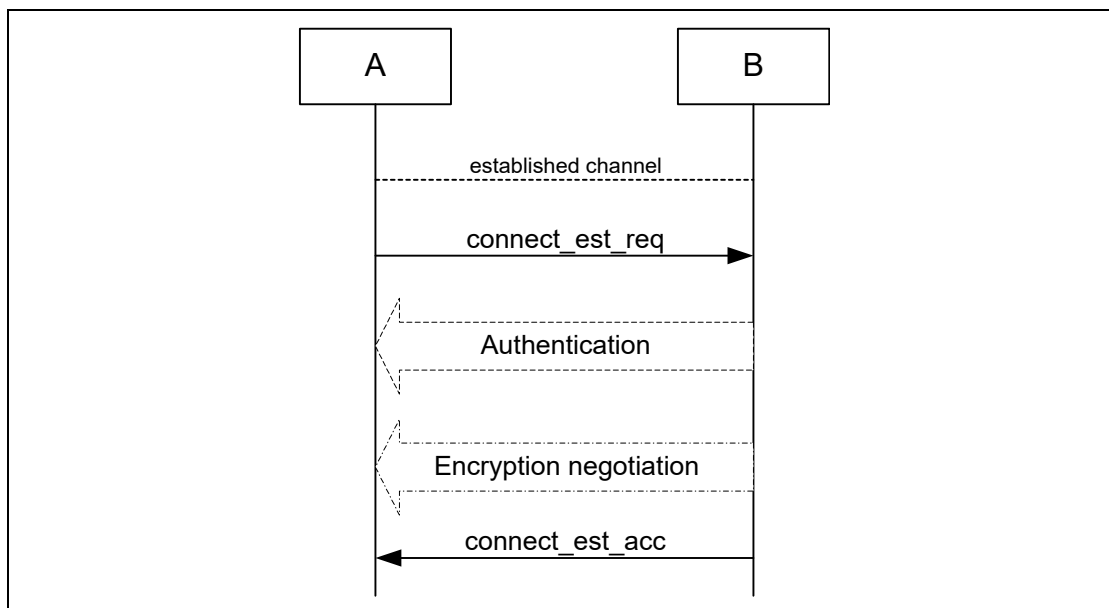 A
B
established channel
connect_est_req
Authentication
Encryption negotiation
connect_est_acc